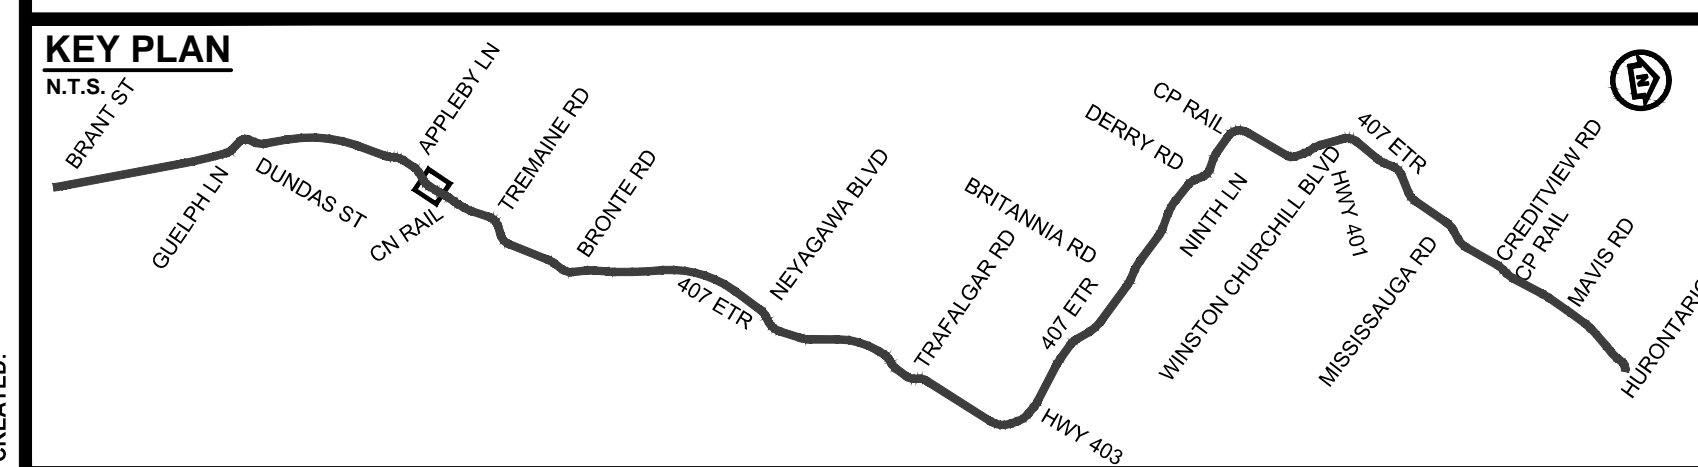 KEY PLAN
N.T.S.
BRANT ST
GUELPH LN
DUNDAS ST
APPLEBY LN
CN RAIL
TREMAINE RD
BRONTE RD
407 ETR
NEYAGAWA BLVD
TRAFALGAR RD
BRITANNIA RD
407 ETR
HWY 403
DERRY RD
CP RAIL
NINTH LN
WINSTON CHURCHILL BLVD
HWY 401
407 ETR
MISSISSAUGA RD
CREDITVIEW RD
CP RAIL
MAVIS RD
N
CREATED: